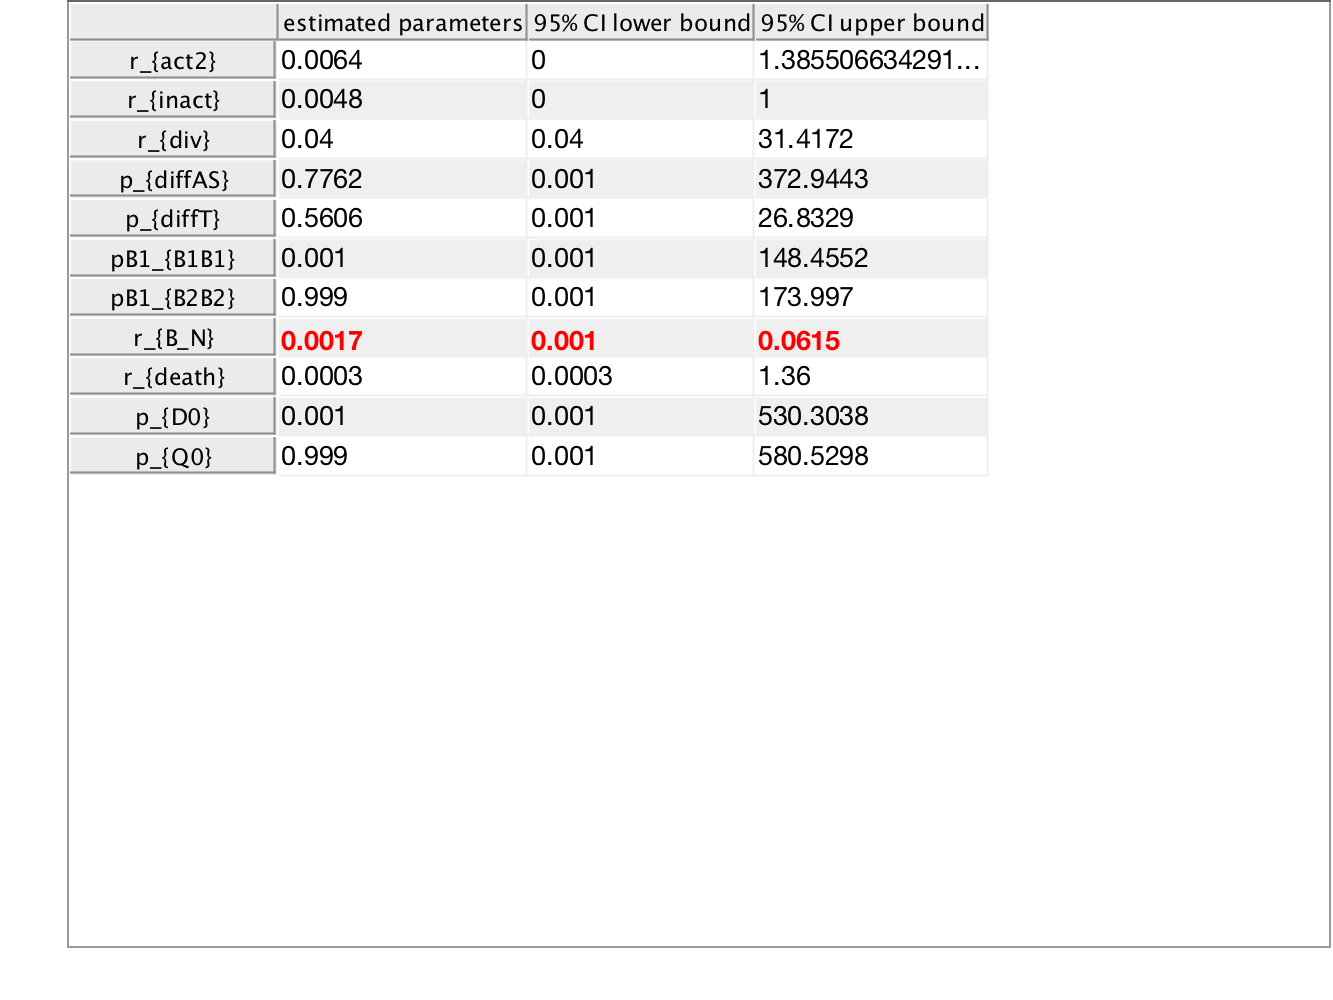 estimated parameters 95% CI lower bound 95% CI upper bound
r_{act2} 0.0064 0 1.385506634291...
r_{inact} 0.0048 0 1
r_{div} 0.04 0.04 31.4172
p_{diffAS} 0.7762 0.001 372.9443
p_{diffT} 0.5606 0.001 26.8329
pB1_{B1B1} 0.001 0.001 148.4552
pB1_{B2B2} 0.999 0.001 173.997
r_{B_N} 0.0017 0.001 0.0615
r_{death} 0.0003 0.0003 1.36
p_{D0} 0.001 0.001 530.3038
p_{Q0} 0.999 0.001 580.5298